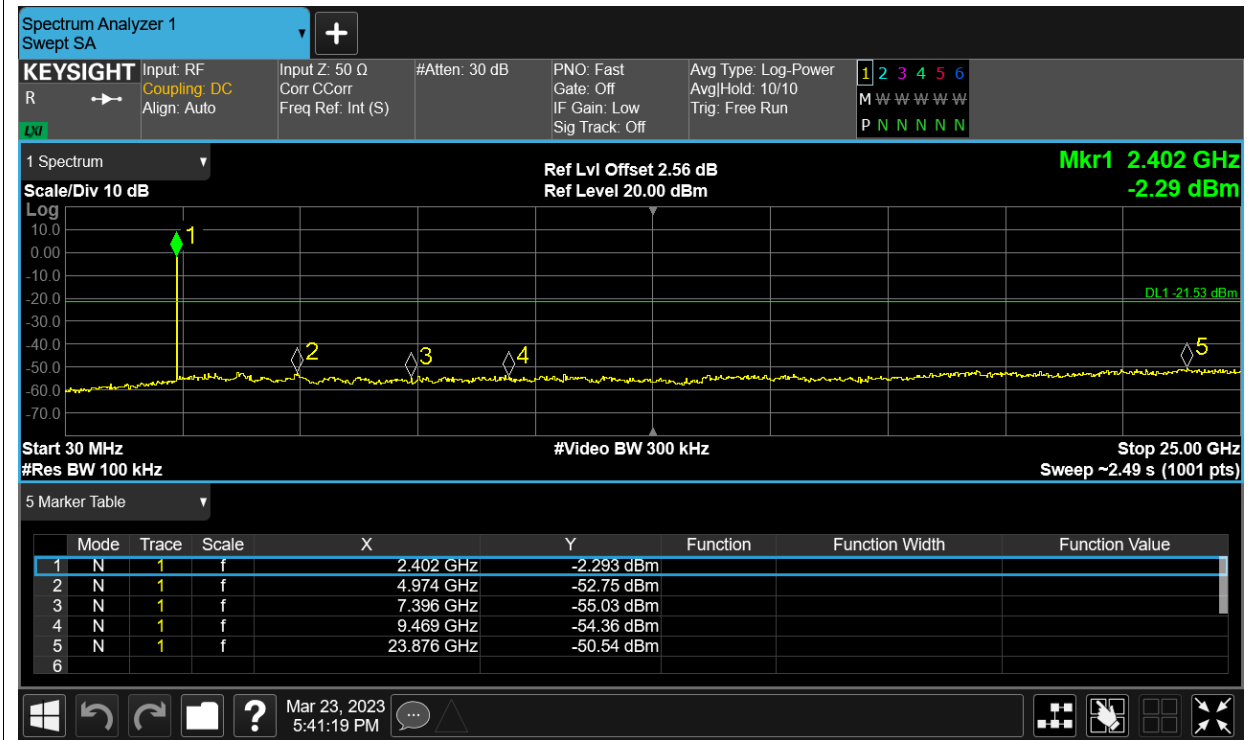 Spectrum Analyzer 1
Swept SA
KEYSIGHT
R
LXI
Input: RF
Coupling: DC
Align: Auto
Input Z: 50 Ω
Corr CCorr
Freq Ref: Int (S)
#Atten: 30 dB
PNO: Fast
Gate: Off
IF Gain: Low
Sig Track: Off
Avg Type: Log-Power
Avg|Hold: 10/10
Trig: Free Run
1 2 3 4 5 6
M W W W W W
P N N N N N
1 Spectrum
Scale/Div 10 dB
Ref Lvl Offset 2.56 dB
Ref Level 20.00 dBm
Mkr1 2.402 GHz
-2.29 dBm
Log
10.0
0.00
-10.0
-20.0
-30.0
-40.0
-50.0
-60.0
-70.0
1
2
3
4
5
DL1 -21.53 dBm
Start 30 MHz
#Video BW 300 kHz
Stop 25.00 GHz
#Res BW 100 kHz
Sweep ~2.49 s (1001 pts)
5 Marker Table
Mode Trace Scale X Y Function Function Width Function Value
1 N 1 f 2.402 GHz -2.293 dBm
2 N 1 f 4.974 GHz -52.75 dBm
3 N 1 f 7.396 GHz -55.03 dBm
4 N 1 f 9.469 GHz -54.36 dBm
5 N 1 f 23.876 GHz -50.54 dBm
6
?
Mar 23, 2023
5:41:19 PM